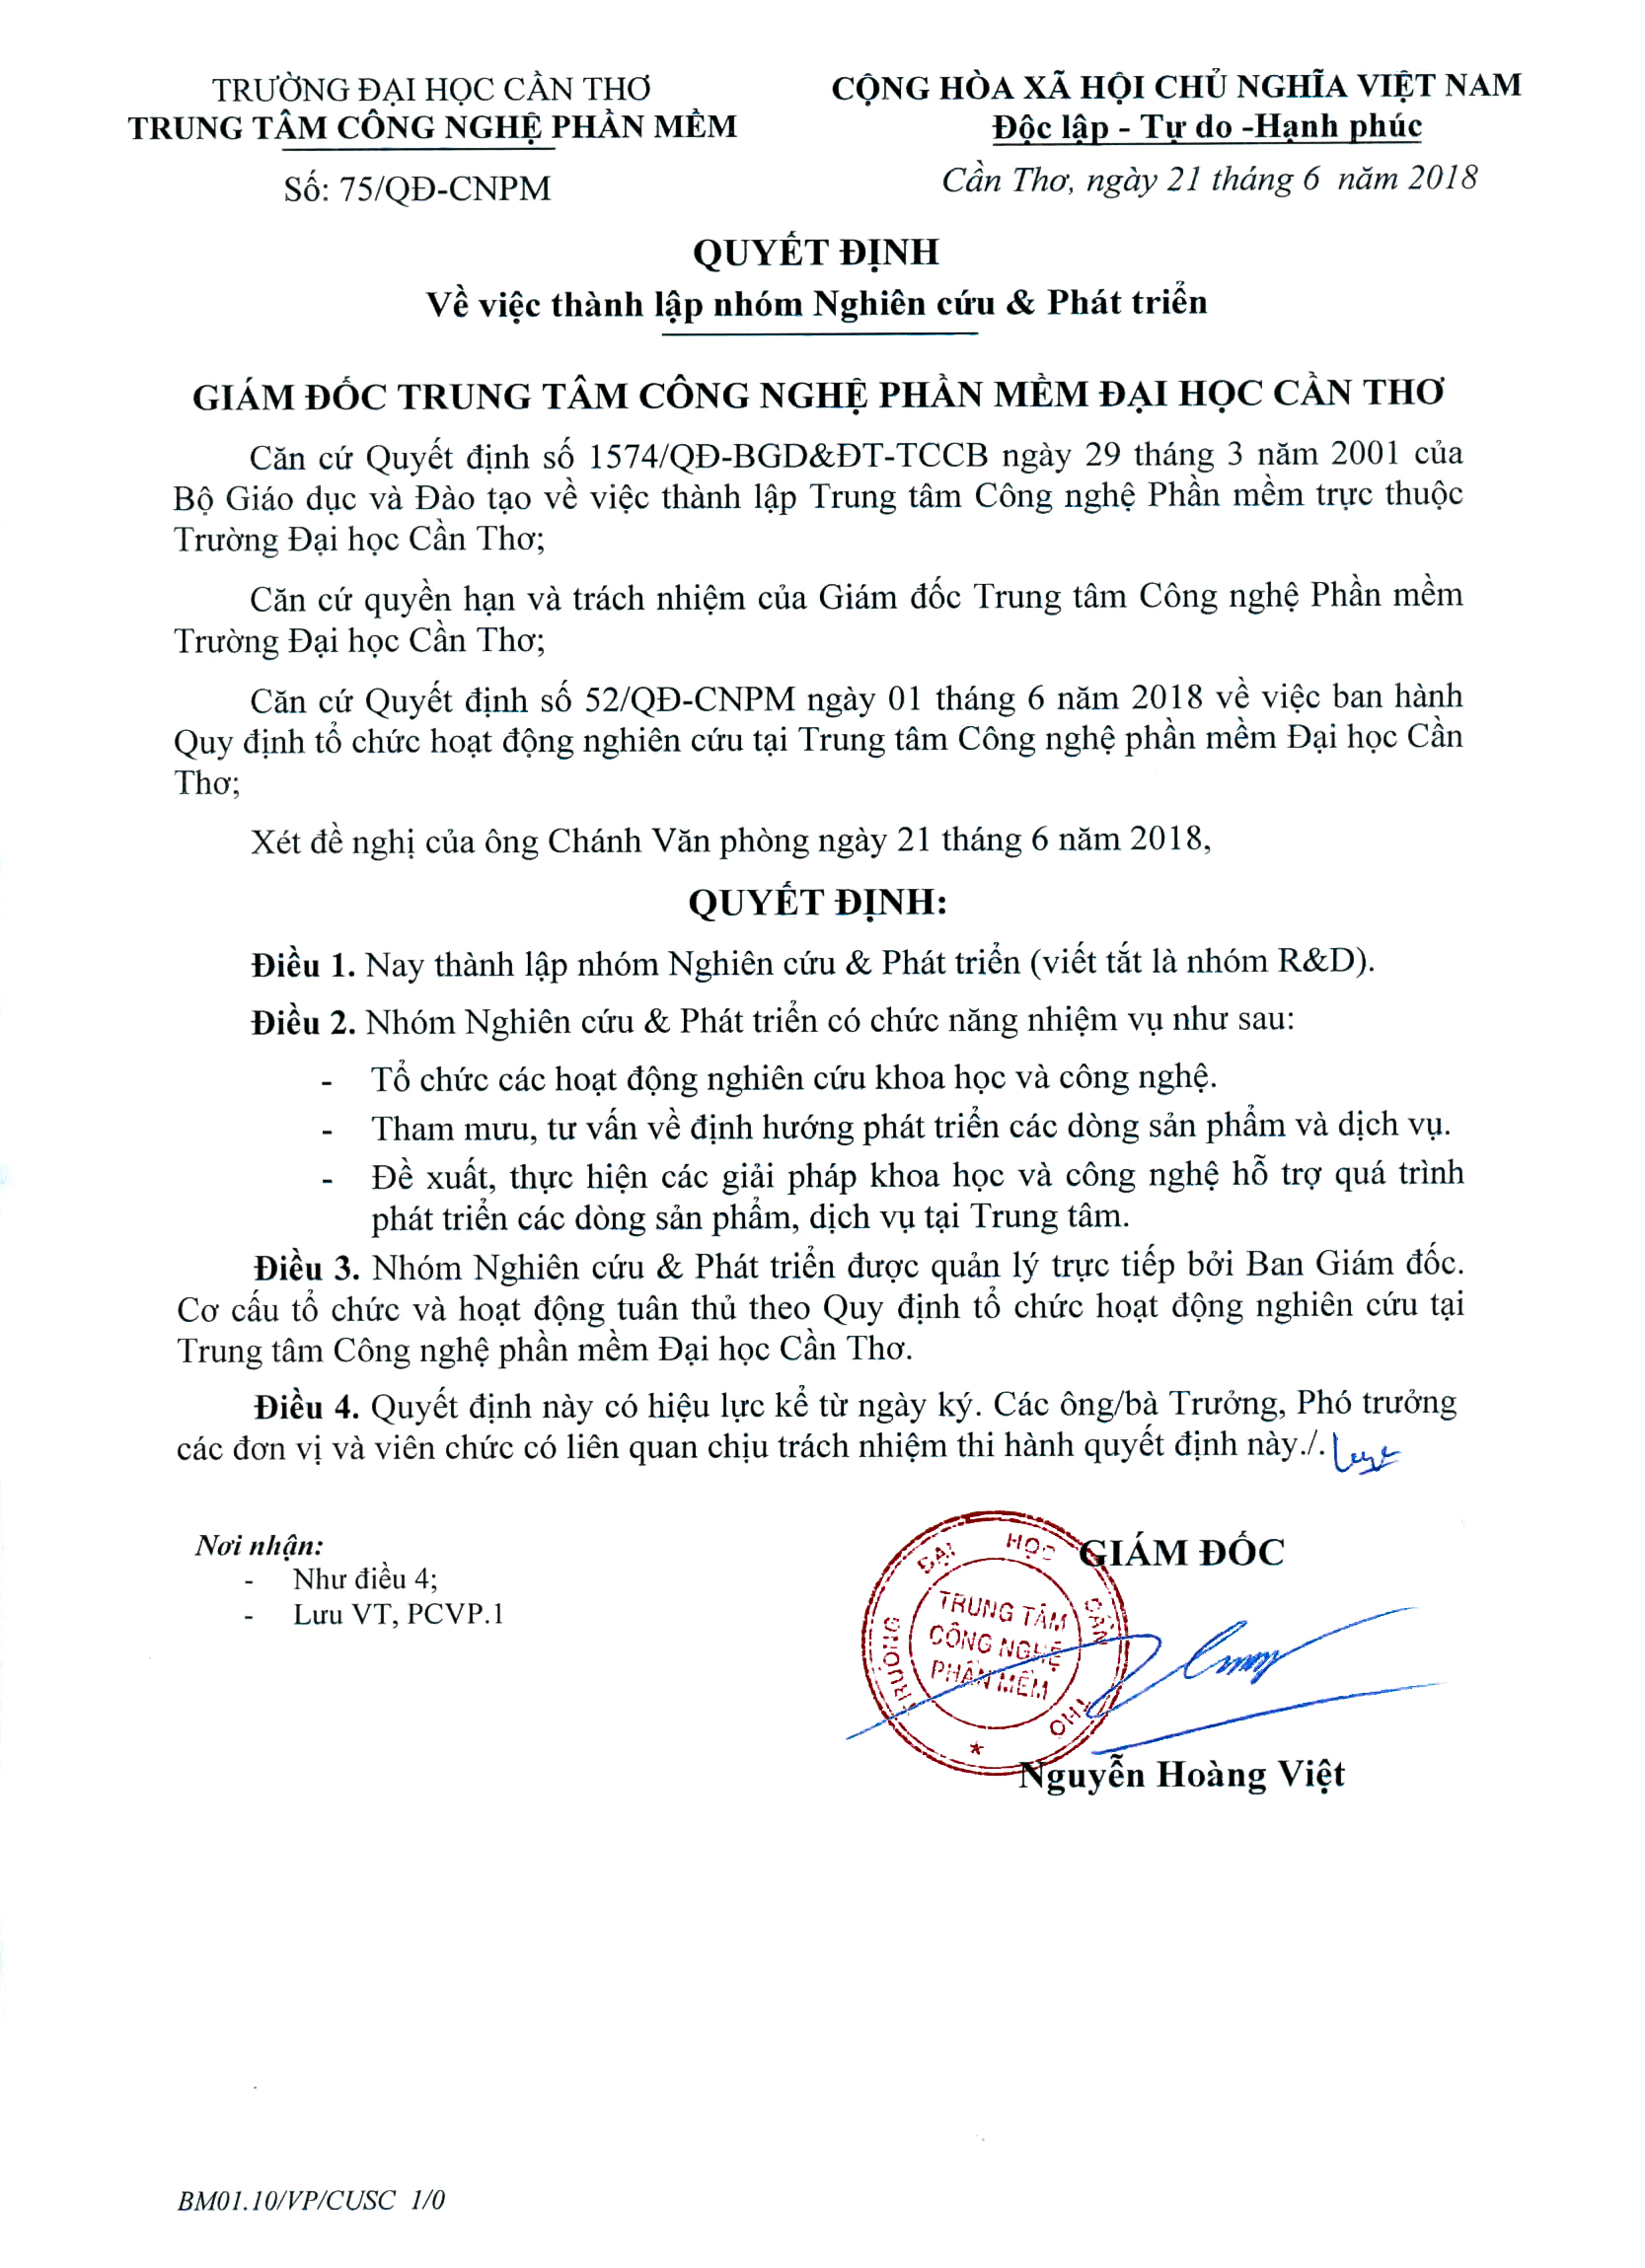 TRƯỜNG ĐẠI HỌC CẦN THƠ
TRUNG TÂM CÔNG NGHỆ PHẦN MỀM
Số: 75/QĐ-CNPM
CỘNG HÒA XÃ HỘI CHỦ NGHĨA VIỆT NAM
Độc lập - Tự do -Hạnh phúc
Cần Thơ, ngày 21 tháng 6 năm 2018
QUYẾT ĐỊNH
Về việc thành lập nhóm Nghiên cứu & Phát triển
GIÁM ĐỐC TRUNG TÂM CÔNG NGHỆ PHẦN MỀM ĐẠI HỌC CẦN THƠ
Căn cứ Quyết định số 1574/QĐ-BGD&ĐT-TCCB ngày 29 tháng 3 năm 2001 của
Bộ Giáo dục và Đào tạo về việc thành lập Trung tâm Công nghệ Phần mềm trực thuộc
Trường Đại học Cần Thơ;
Căn cứ quyền hạn và trách nhiệm của Giám đốc Trung tâm Công nghệ Phần mềm
Trường Đại học Cần Thơ;
Căn cứ Quyết định số 52/QĐ-CNPM ngày 01 tháng 6 năm 2018 về việc ban hành
Quy định tổ chức hoạt động nghiên cứu tại Trung tâm Công nghệ phần mềm Đại học Cần
Thơ;
Xét đề nghị của ông Chánh Văn phòng ngày 21 tháng 6 năm 2018,
QUYẾT ĐỊNH:
Điều 1. Nay thành lập nhóm Nghiên cứu & Phát triển (viết tắt là nhóm R&D).
Điều 2. Nhóm Nghiên cứu & Phát triển có chức năng nhiệm vụ như sau:
- Tổ chức các hoạt động nghiên cứu khoa học và công nghệ.
- Tham mưu, tư vấn về định hướng phát triển các dòng sản phẩm và dịch vụ.
- Đề xuất, thực hiện các giải pháp khoa học và công nghệ hỗ trợ quá trình
phát triển các dòng sản phẩm, dịch vụ tại Trung tâm.
Điều 3. Nhóm Nghiên cứu & Phát triển được quản lý trực tiếp bởi Ban Giám đốc.
Cơ cấu tổ chức và hoạt động tuân thủ theo Quy định tổ chức hoạt động nghiên cứu tại
Trung tâm Công nghệ phần mềm Đại học Cần Thơ.
Điều 4. Quyết định này có hiệu lực kể từ ngày ký. Các ông/bà Trưởng, Phó trưởng
các đơn vị và viên chức có liên quan chịu trách nhiệm thi hành quyết định này./.
Nơi nhận:
- Như điều 4;
- Lưu VT, PCVP.1
GIÁM ĐỐC
TRƯỜNG ĐẠI HỌC CẦN THƠ
TRUNG TÂM
CÔNG NGHỆ
PHẦN MỀM
Nguyễn Hoàng Việt
BM01.10/VP/CUSC 1/0